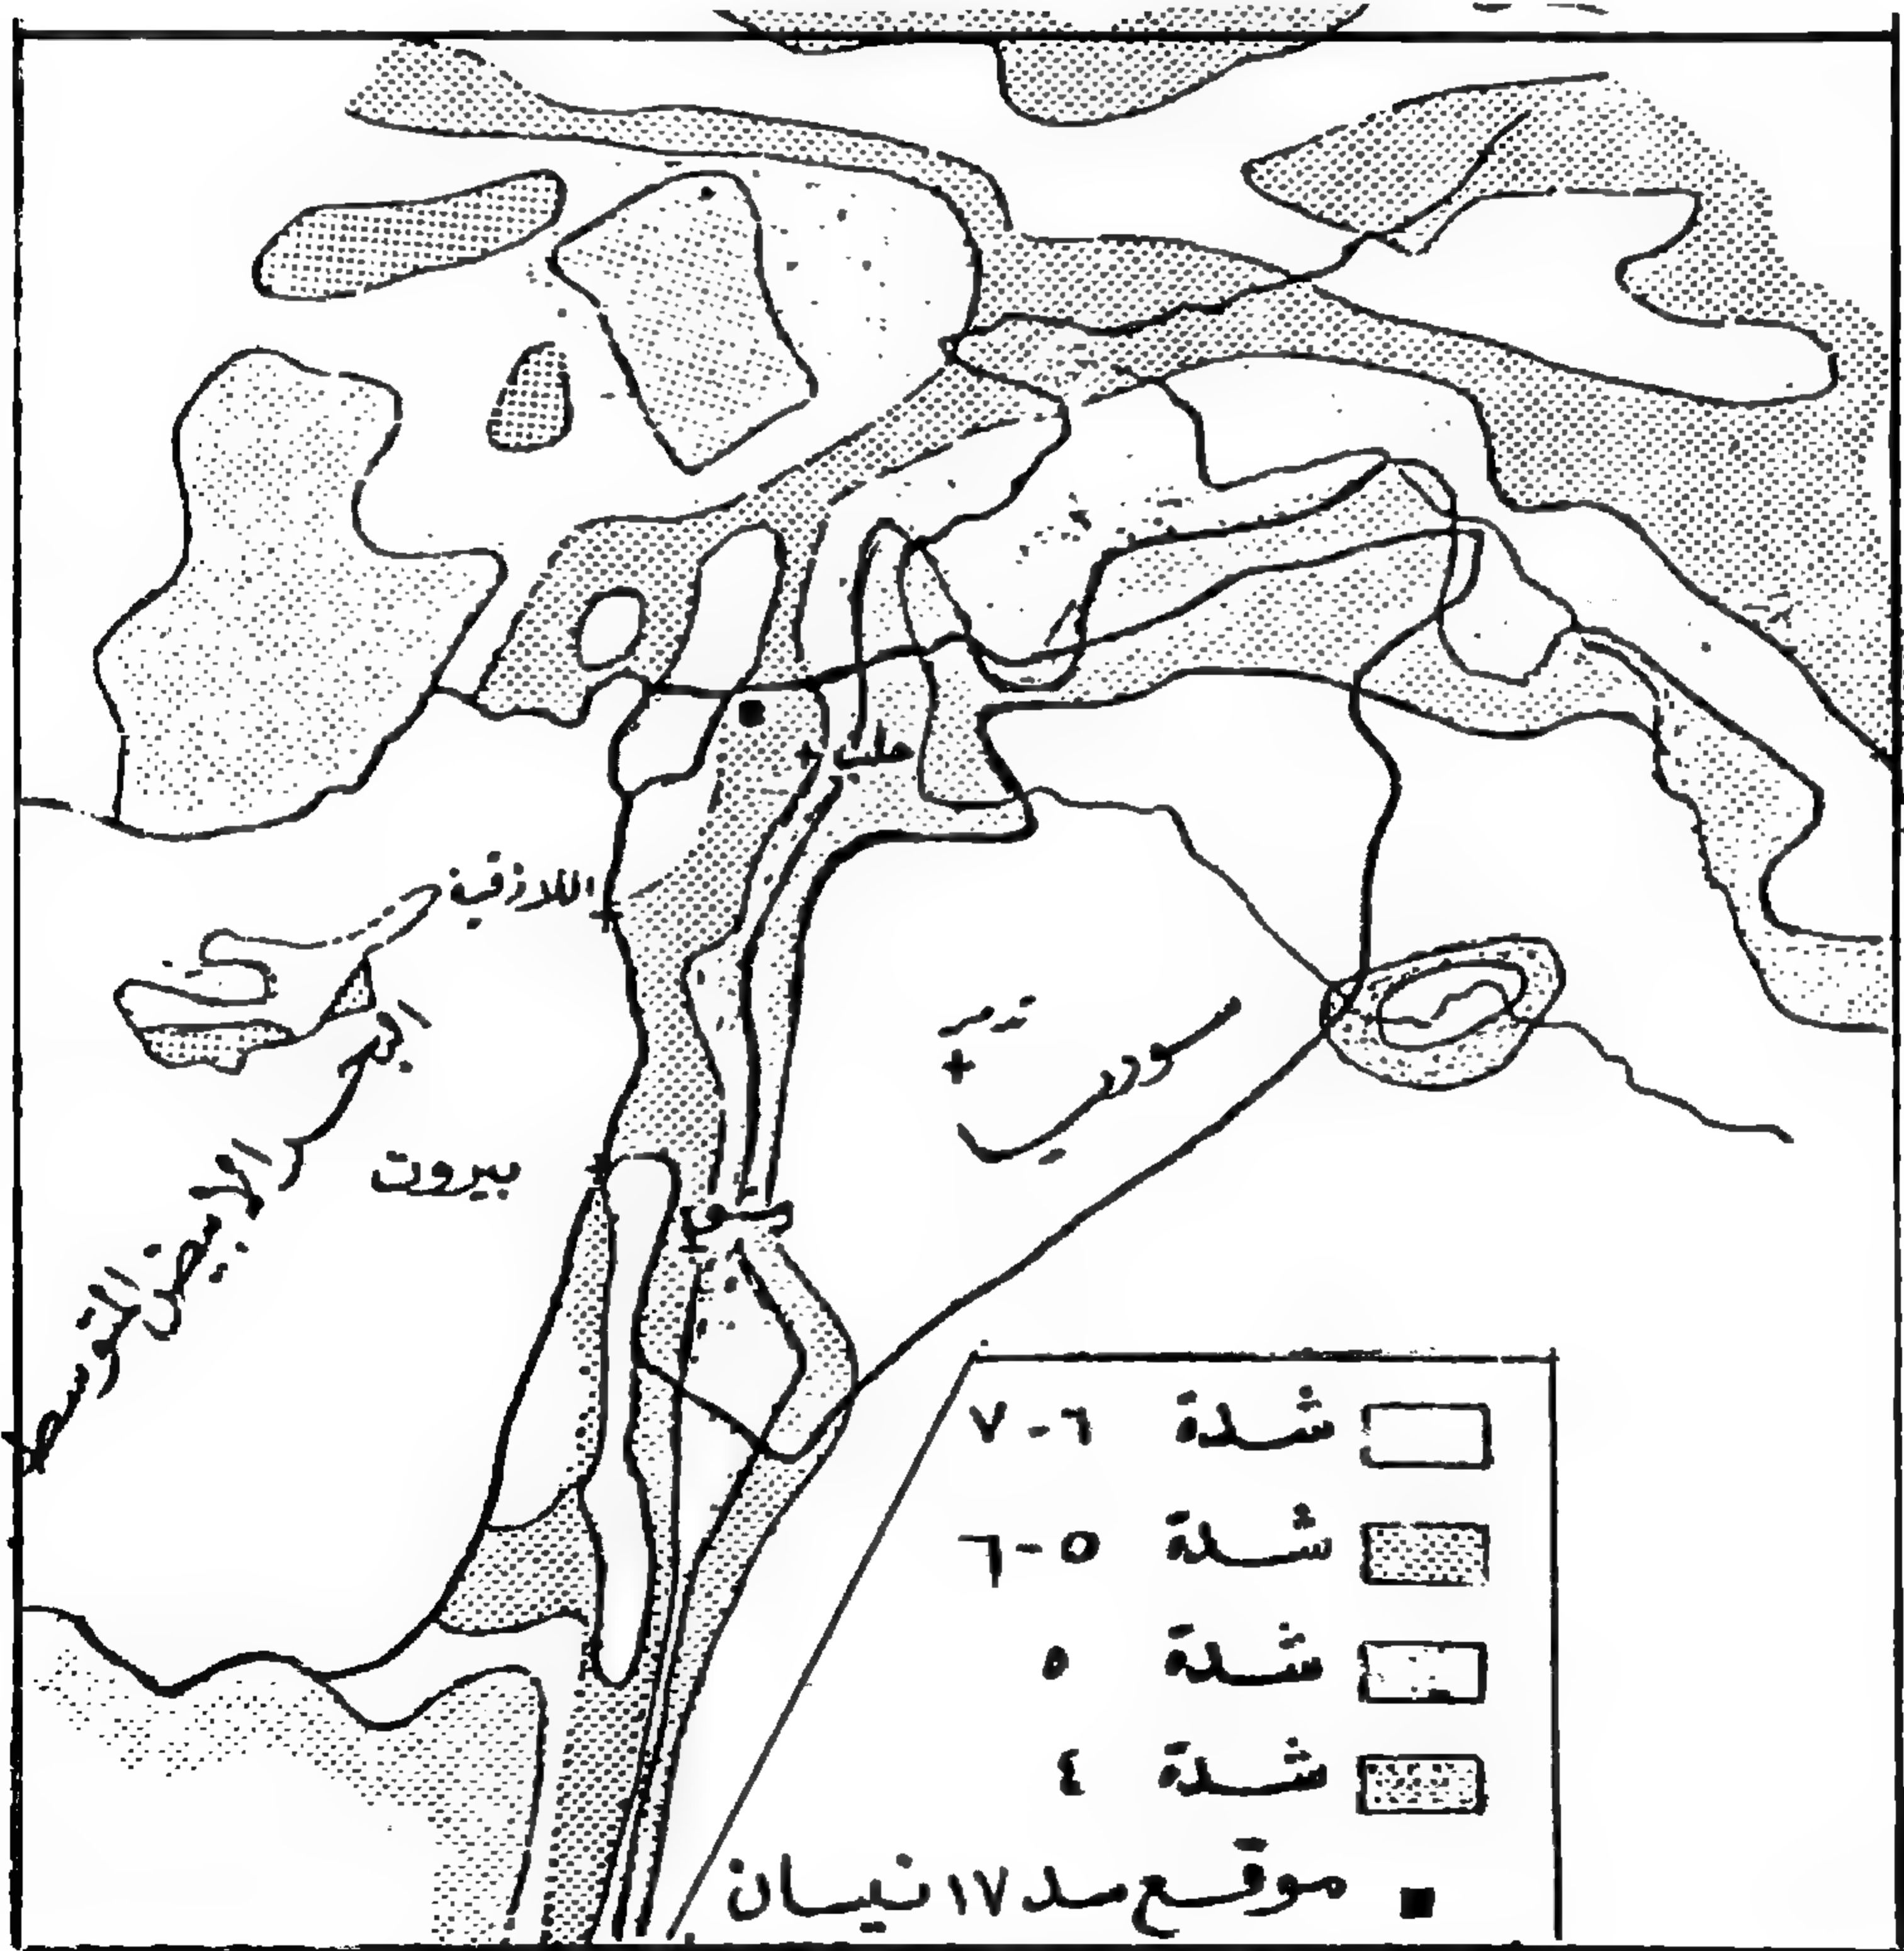 حلب
اللاذقية
تدمر
سوريا
البحر الأبيض المتوسط
بيروت
دمشق
شدة ٦-٧
شدة ٥-٦
شدة ٥
شدة ٤
موقع سد ١٧ نيسان